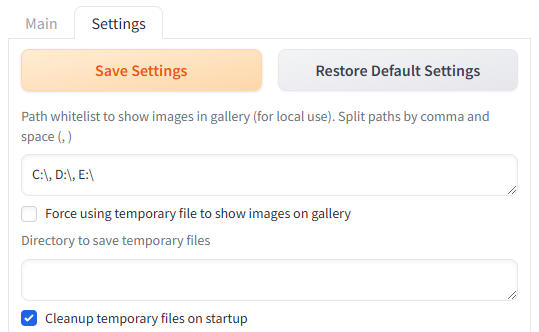 Main
Settings
Save Settings
Restore Default Settings
Path whitelist to show images in gallery (for local use). Split paths by comma and
space (, )
C:\, D:\, E:\
Force using temporary file to show images on gallery
Directory to save temporary files
Cleanup temporary files on startup